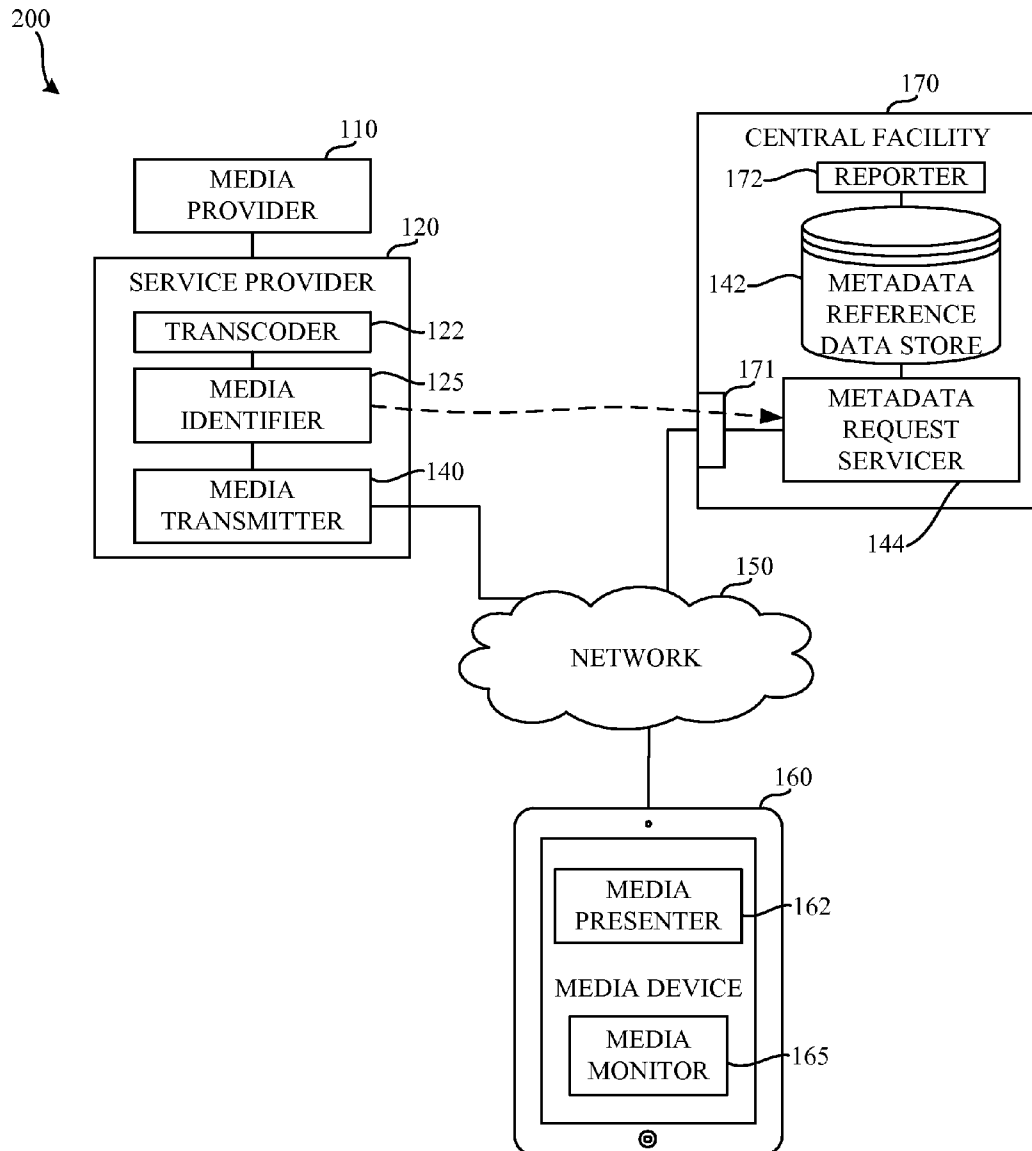 200
110
MEDIA
PROVIDER
120
SERVICE PROVIDER
TRANSCODER
122
MEDIA
IDENTIFIER
125
MEDIA
TRANSMITTER
140
170
CENTRAL FACILITY
172
REPORTER
142
METADATA
REFERENCE
DATA STORE
171
METADATA
REQUEST
SERVICER
144
150
NETWORK
160
MEDIA
PRESENTER
162
MEDIA DEVICE
MEDIA
MONITOR
165